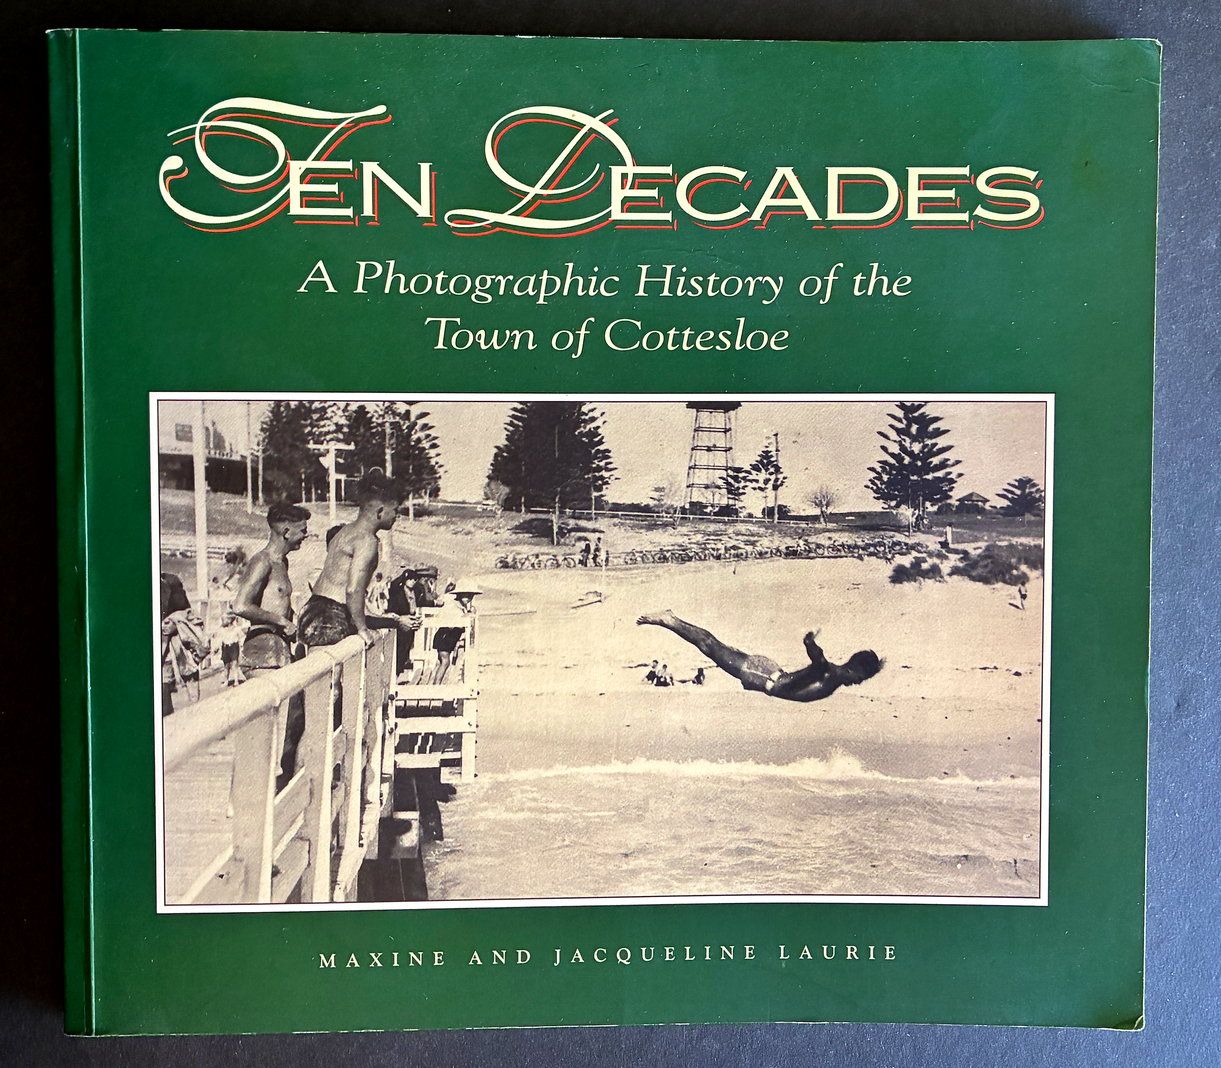 TEN DECADES
A Photographic History of the
Town of Cottesloe
MAXINE AND JACQUELINE LAURIE